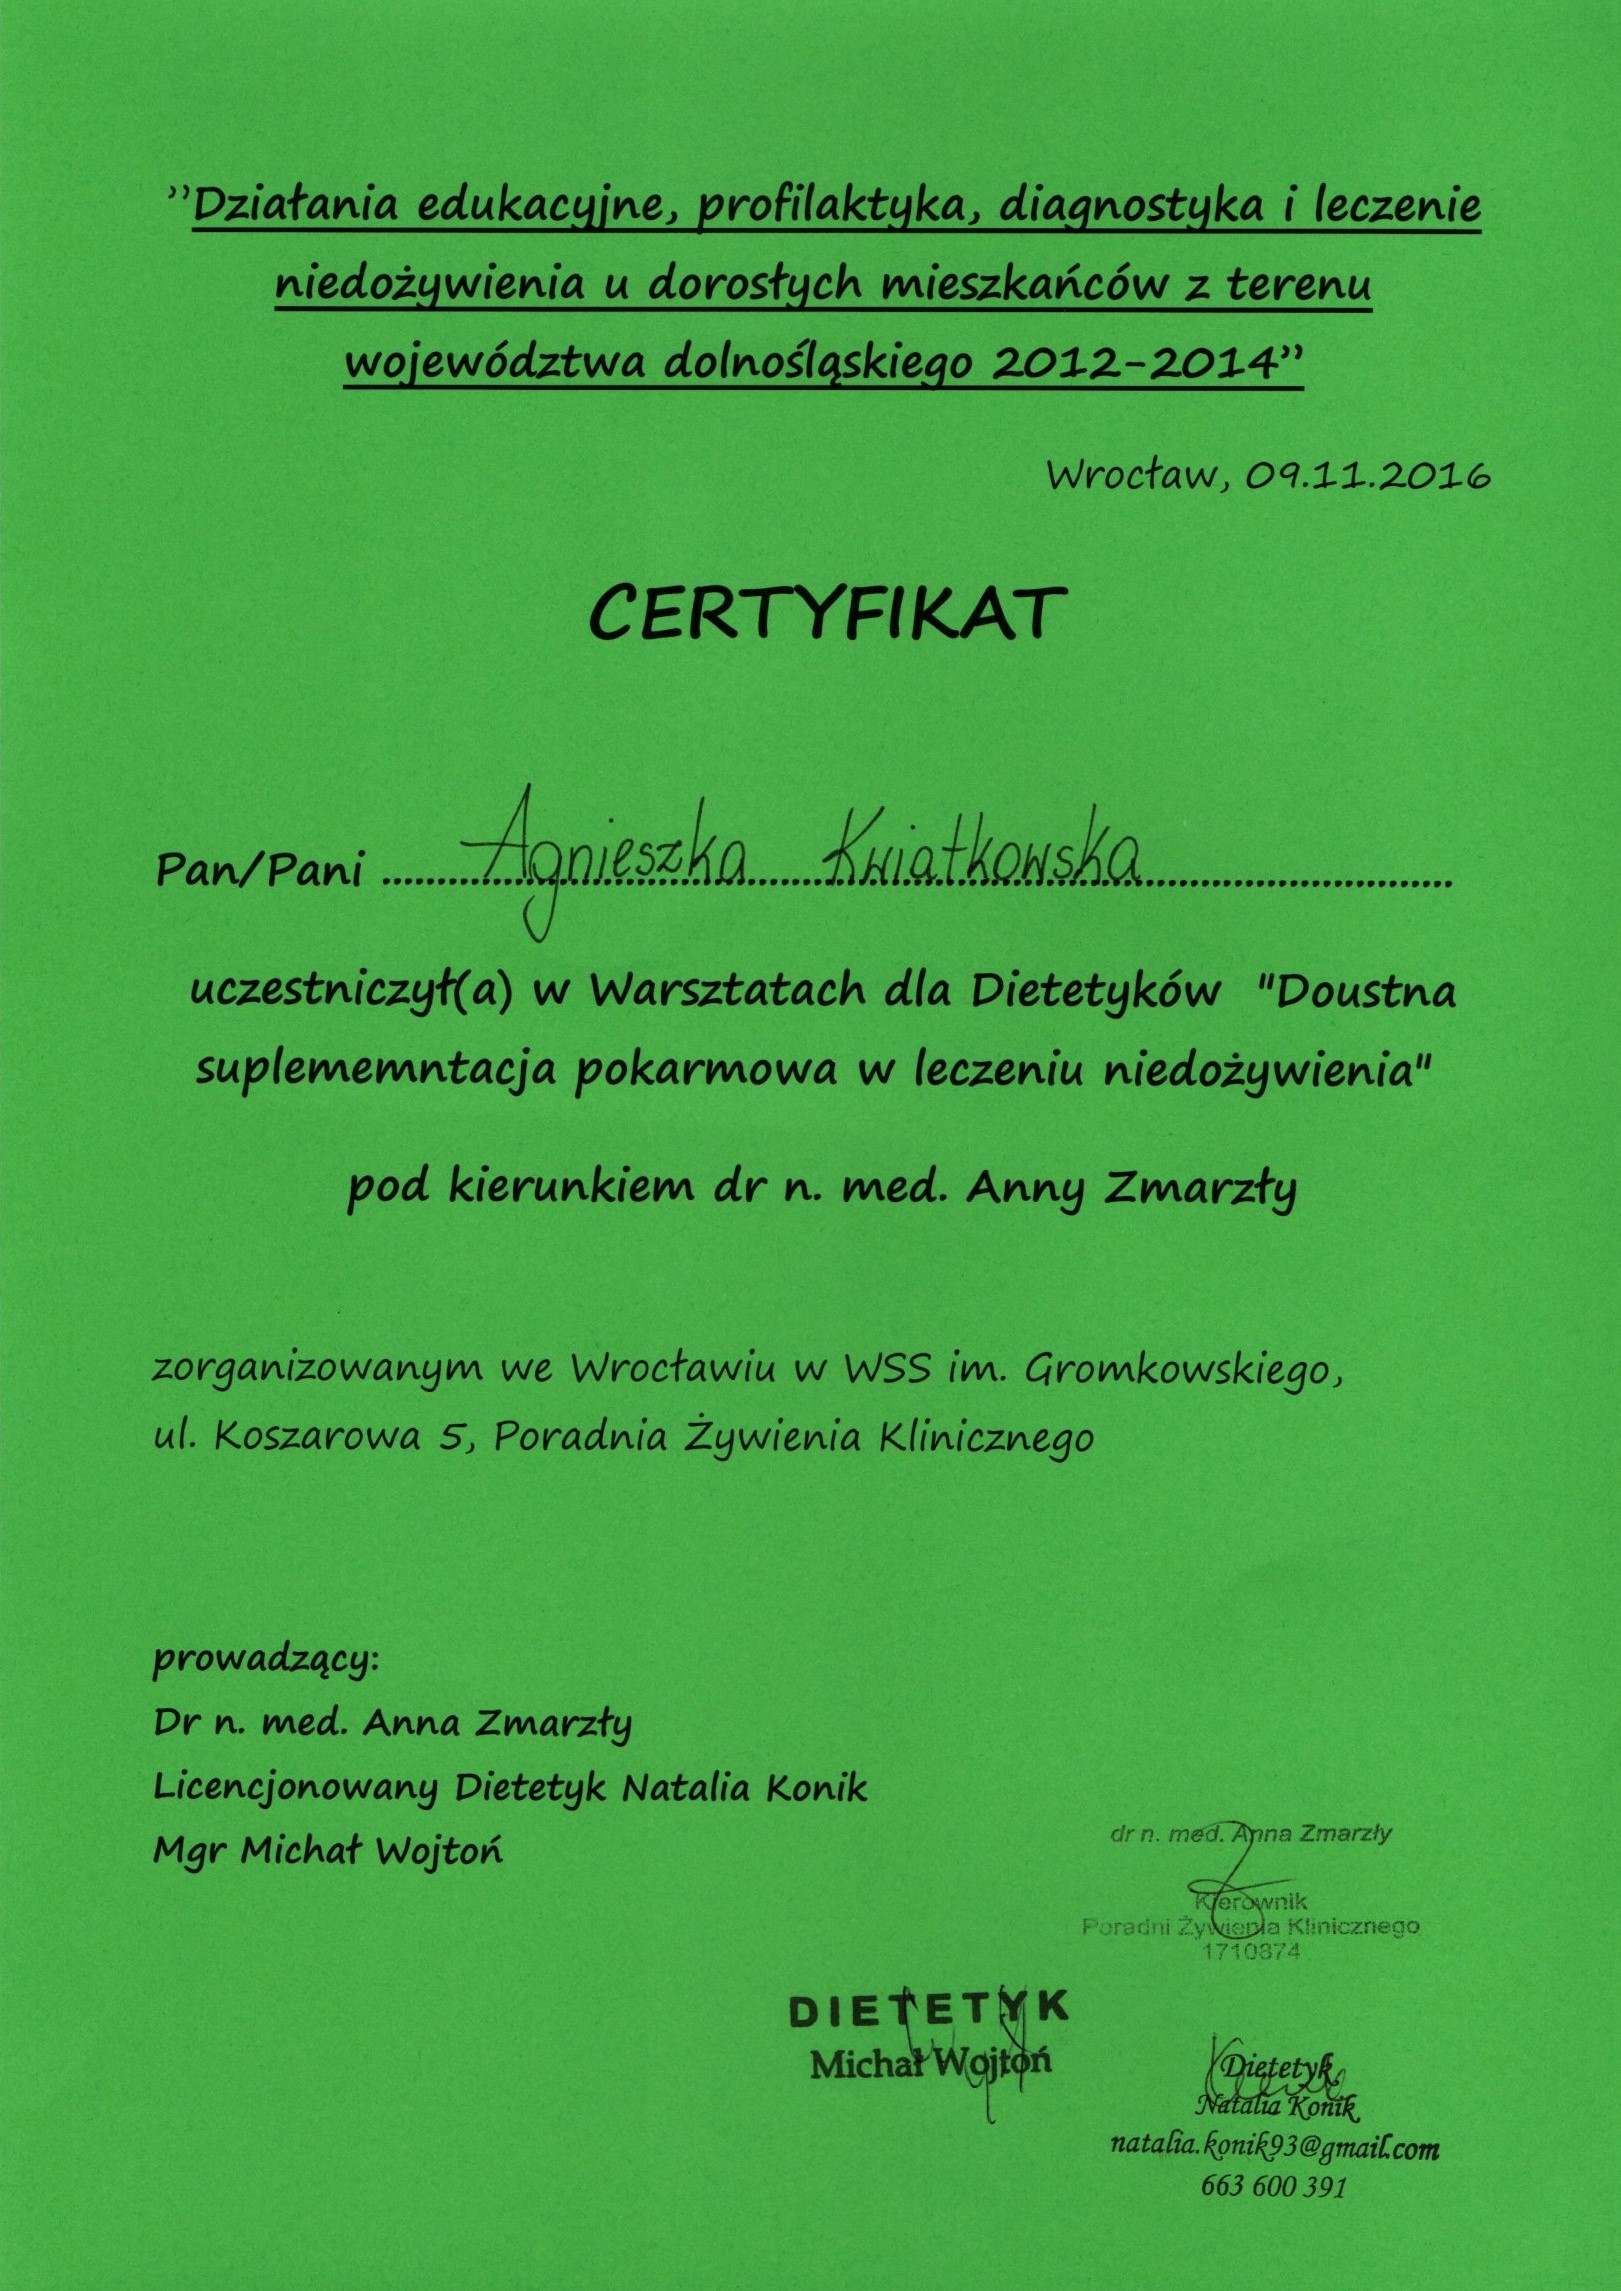 ”Działania edukacyjne, profilaktyka, diagnostyka i leczenie
niedożywienia u dorosłych mieszkańców z terenu
województwa dolnośląskiego 2012-2014”
Wrocław, 09.11.2016
CERTYFIKAT
Pan/Pani Agnieszka Kwiatkowska
uczestniczył(a) w Warsztatach dla Dietetyków "Doustna
suplememntacja pokarmowa w leczeniu niedożywienia"
pod kierunkiem dr n. med. Anny Zmarzły
zorganizowanym we Wrocławiu w WSS im. Gromkowskiego,
ul. Koszarowa 5, Poradnia Żywienia Klinicznego
prowadzący:
Dr n. med. Anna Zmarzły
Licencjonowany Dietetyk Natalia Konik
Mgr Michał Wojtoń
dr n. med. Anna Zmarzły
Kierownik
Poradni Żywienia Klinicznego
1710874
DIETETYK
Michał Wojtoń
Dietetyk
Natalia Konik
natalia.konik93@gmail.com
663 600 391